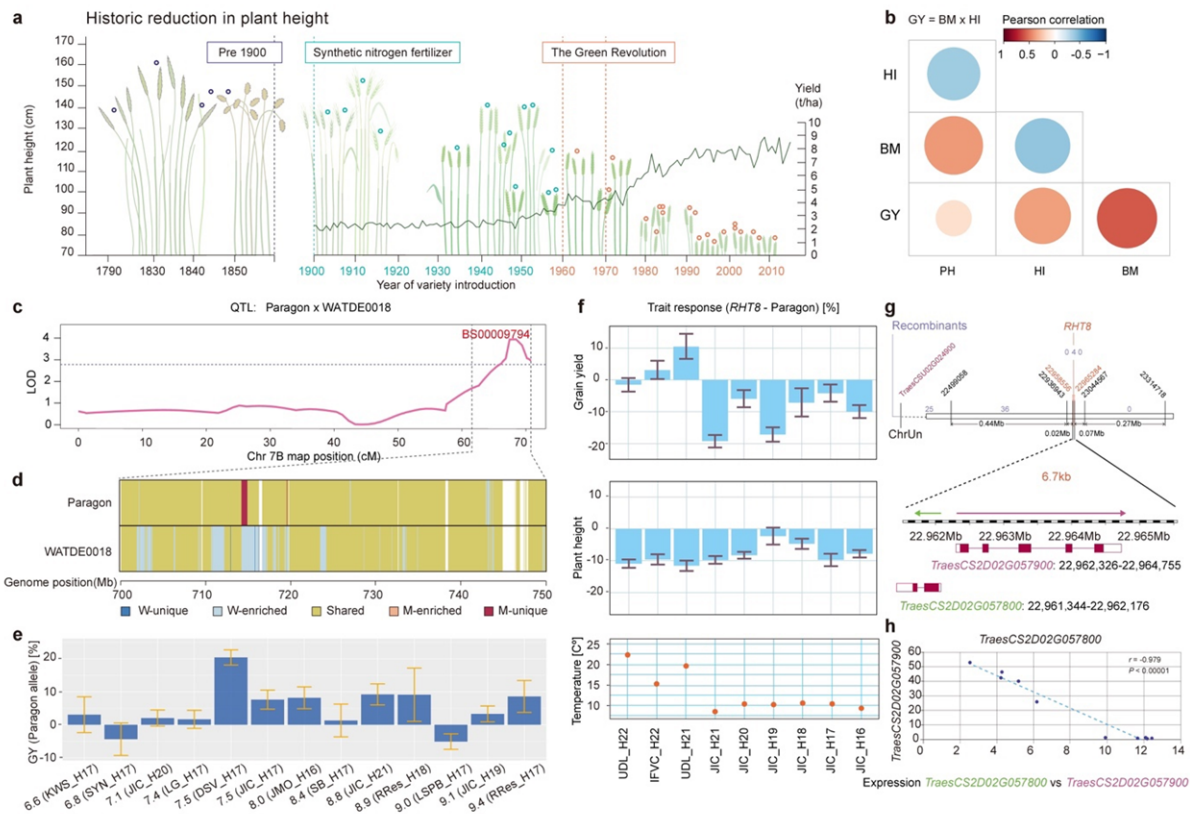 a Historic reduction in plant height
Pre 1900
Synthetic nitrogen fertilizer
The Green Revolution
Plant height (cm)
170
160
150
140
130
120
110
100
90
80
70
1790 1830 1840 1850
1900 1910 1920 1930 1940 1950 1960 1970 1980 1990 2000 2010
Year of variety introduction
Yield
(t/ha)
10
9
8
7
6
5
4
3
2
1
0
b GY = BM x HI
Pearson correlation
1 0.5 0 -0.5 -1
HI
BM
GY
PH HI BM
c QTL: Paragon x WATDE0018
BS00009794
LOD
4
3
2
1
0
0 10 20 30 40 50 60 70
Chr 7B map position (cM)
d
Paragon
WATDE0018
Genome position(Mb)
700 710 720 730 740 750
W-unique W-enriched Shared M-enriched M-unique
e
GY (Paragon allele) [%]
20
10
0
-10
6.6 (KWS_H17)
6.8 (SYN_H17)
7.1 (JIC_H20)
7.4 (LG_H17)
7.5 (DSV_H17)
7.5 (JIC_H17)
8.0 (JMO_H16)
8.4 (SB_H17)
8.8 (JIC_H21)
8.9 (RRes_H18)
9.0 (LSPB_H17)
9.1 (JIC_H19)
9.4 (RRes_H17)
f Trait response (RHT8 - Paragon) [%]
Grain yield
10
0
-10
-20
Plant height
10
0
-10
-20
Temperature [Cº]
25
20
15
10
UDL_H22
IFVC_H22
UDL_H21
JIC_H21
JIC_H20
JIC_H19
JIC_H18
JIC_H17
JIC_H16
g
Recombinants
RHT8
0 4 0
TraesCSU02G024900
22499058
22936943
22958556
22965284
23044567
23314718
25 36 0
ChrUn
0.44Mb
0.02Mb
0.07Mb
0.27Mb
6.7kb
22.962Mb 22.963Mb 22.964Mb 22.965Mb
TraesCS2D02G057900: 22,962,326-22,964,755
TraesCS2D02G057800: 22,961,344-22,962,176
h
TraesCS2D02G057800
TraesCS2D02G057900
60
50
40
30
20
10
0
r = -0.979
P < 0.00001
0 2 4 6 8 10 12 14
Expression TraesCS2D02G057800 vs TraesCS2D02G057900